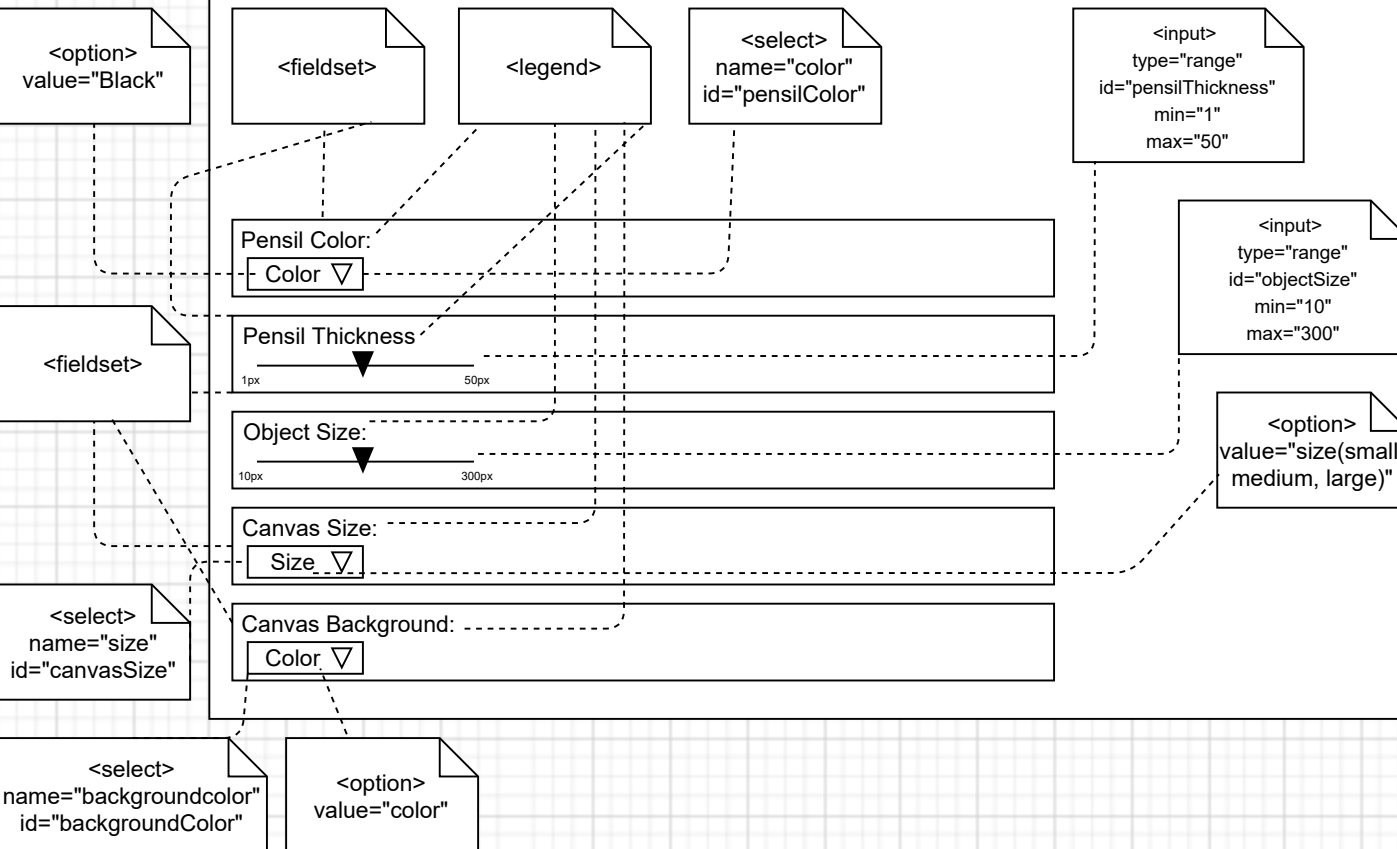 <option>
value="Black"
<fieldset>
<legend>
<select>
name="color"
id="pensilColor"
<input>
type="range"
id="pensilThickness"
min="1"
max="50"
<input>
type="range"
id="objectSize"
min="10"
max="300"
Pensil Color:
Color
<fieldset>
Pensil Thickness
1px
50px
Object Size:
10px
300px
<option>
value="size(small
medium, large)"
Canvas Size:
Size
<select>
name="size"
id="canvasSize"
Canvas Background:
Color
<select>
name="backgroundcolor"
id="backgroundColor"
<option>
value="color"